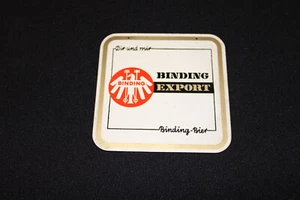 Dir und mir
BINDING
BINDING
EXPORT
Binding-Bier